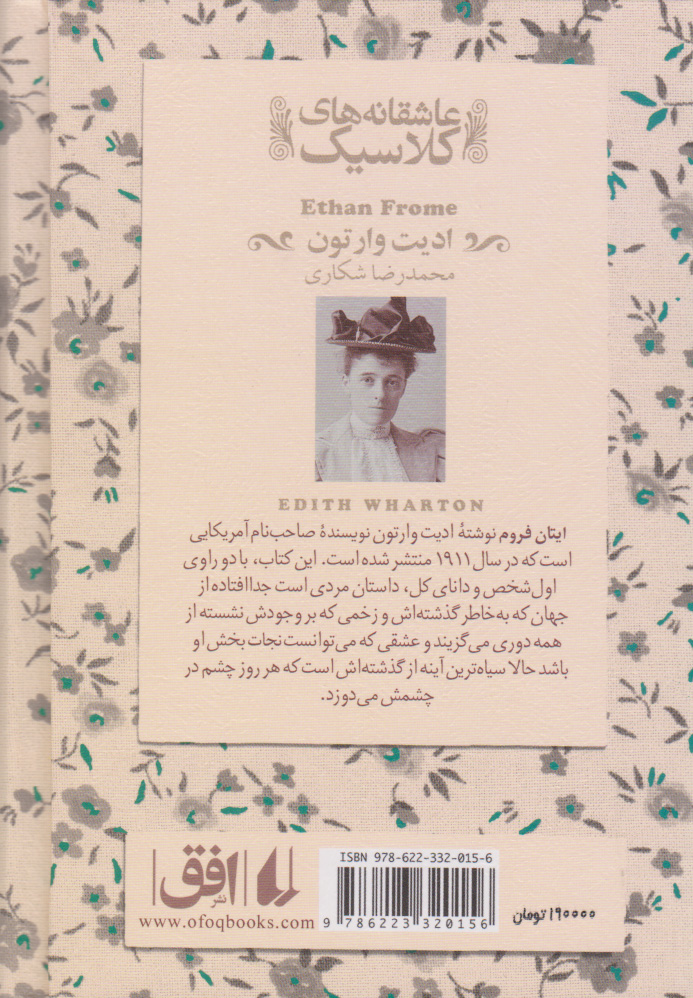 عاشقانه‌های
کلاسیک
Ethan Frome
ادیت وارتون
محمدرضا شکاری
EDITH WHARTON
ایتان فروم نوشتهٔ ادیت وارتون نویسندهٔ صاحب‌نام آمریکایی
است که در سال ۱۹۱۱ منتشر شده است. این کتاب، با دو راوی
اول‌شخص و دانای کل، داستان مردی است جداافتاده از
جهان که به‌خاطر گذشته‌اش و زخمی که بر وجودش نشسته از
همه دوری می‌گزیند و عشقی که می‌توانست نجات بخش او
باشد حالا سیاه‌ترین آینه از گذشته‌اش است که هر روز چشم در
چشمش می‌دوزد.
نشر افق
www.ofoqbooks.com
ISBN 978-622-332-015-6
9 786223 320156
۱۹۰۰۰۰ تومان